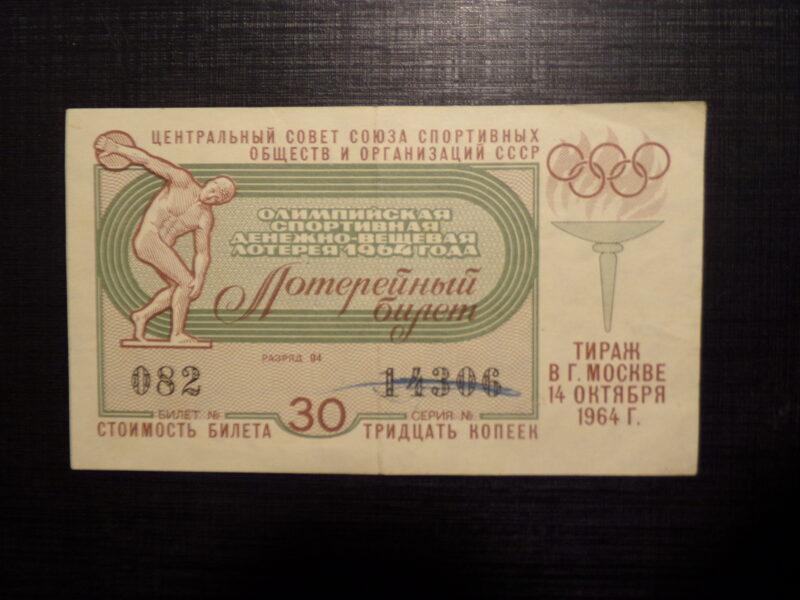 ЦЕНТРАЛЬНЫЙ СОВЕТ СОЮЗА СПОРТИВНЫХ
ОБЩЕСТВ И ОРГАНИЗАЦИЙ СССР
ОЛИМПИЙСКАЯ
СПОРТИВНАЯ
ДЕНЕЖНО-ВЕЩЕВАЯ
ЛОТЕРЕЯ 1964 ГОДА
Лотерейный
билет
РАЗРЯД 94
082 14306
БИЛЕТ № 30 СЕРИЯ №
СТОИМОСТЬ БИЛЕТА ТРИДЦАТЬ КОПЕЕК
ТИРАЖ
В Г. МОСКВЕ
14 ОКТЯБРЯ
1964 Г.